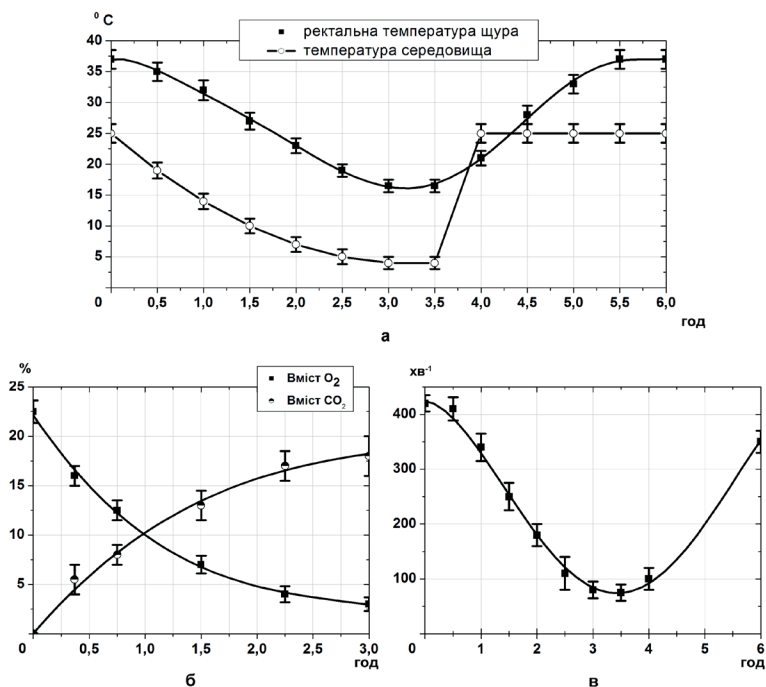 ⁰ C
ректальна температура щура
температура середовища
40
35
30
25
20
15
10
5
0
0,5 1,0 1,5 2,0 2,5 3,0 3,5 4,0 4,5 5,0 5,5 6,0
год
а
%
Вміст O₂
Вміст CO₂
25
20
15
10
5
0
0,5 1,0 1,5 2,0 2,5 3,0
год
б
хв⁻¹
400
300
200
100
0
1 2 3 4 5 6
год
в